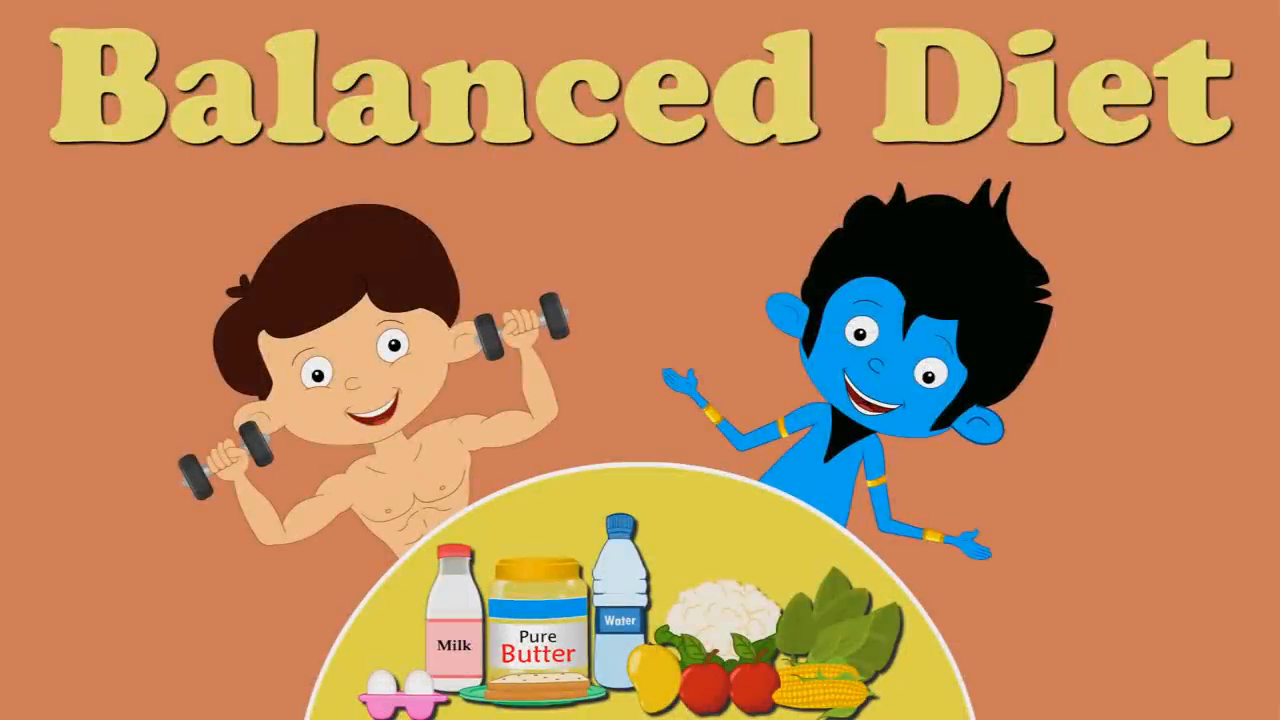 Balanced Diet
Milk
Pure
Butter
Water